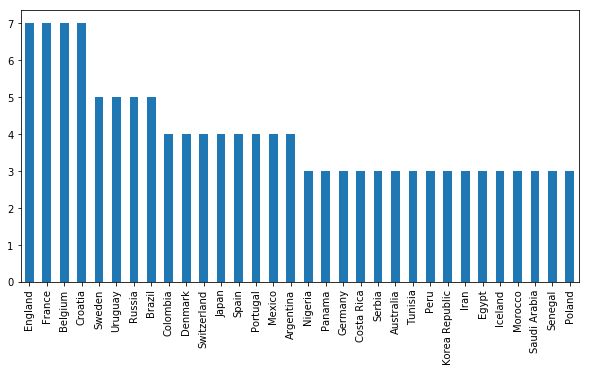 7
6
5
4
3
2
1
0
England
France
Belgium
Croatia
Sweden
Uruguay
Russia
Brazil
Colombia
Denmark
Switzerland
Japan
Spain
Portugal
Mexico
Argentina
Nigeria
Panama
Germany
Costa Rica
Serbia
Australia
Tunisia
Peru
Korea Republic
Iran
Egypt
Iceland
Morocco
Saudi Arabia
Senegal
Poland